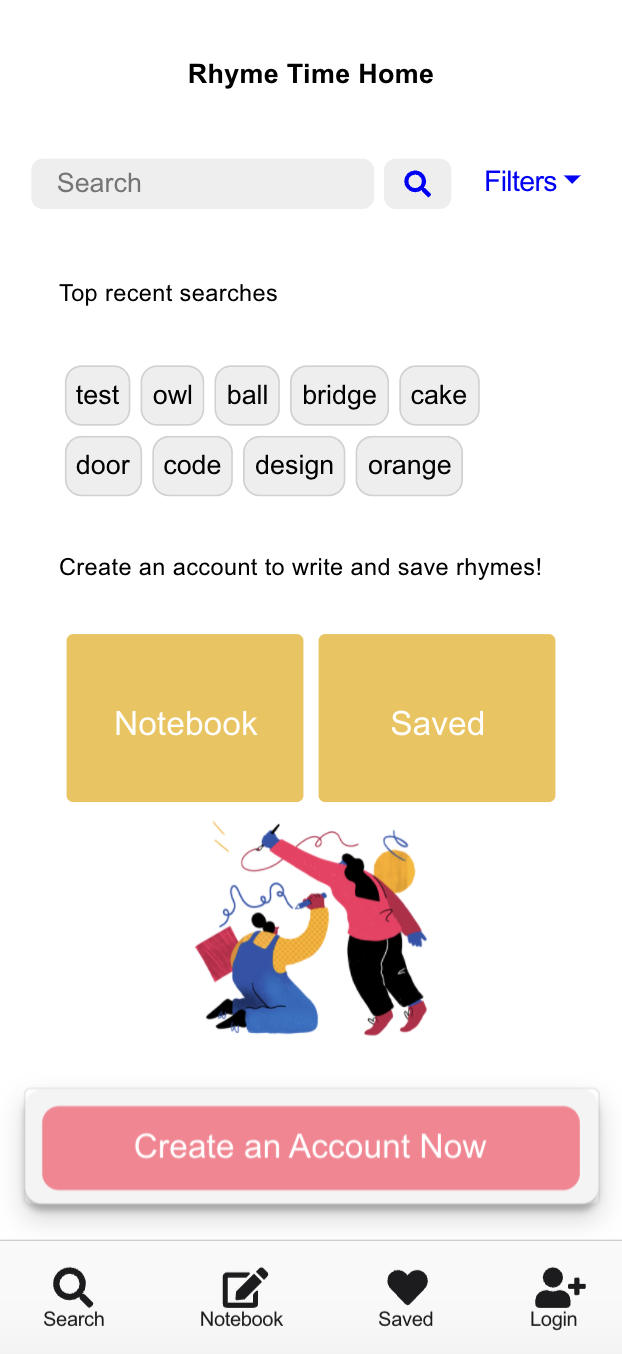 Rhyme Time Home
Search Filters
Top recent searches
test owl ball bridge cake
door code design orange
Create an account to write and save rhymes!
Notebook Saved
Create an Account Now
Search Notebook Saved Login